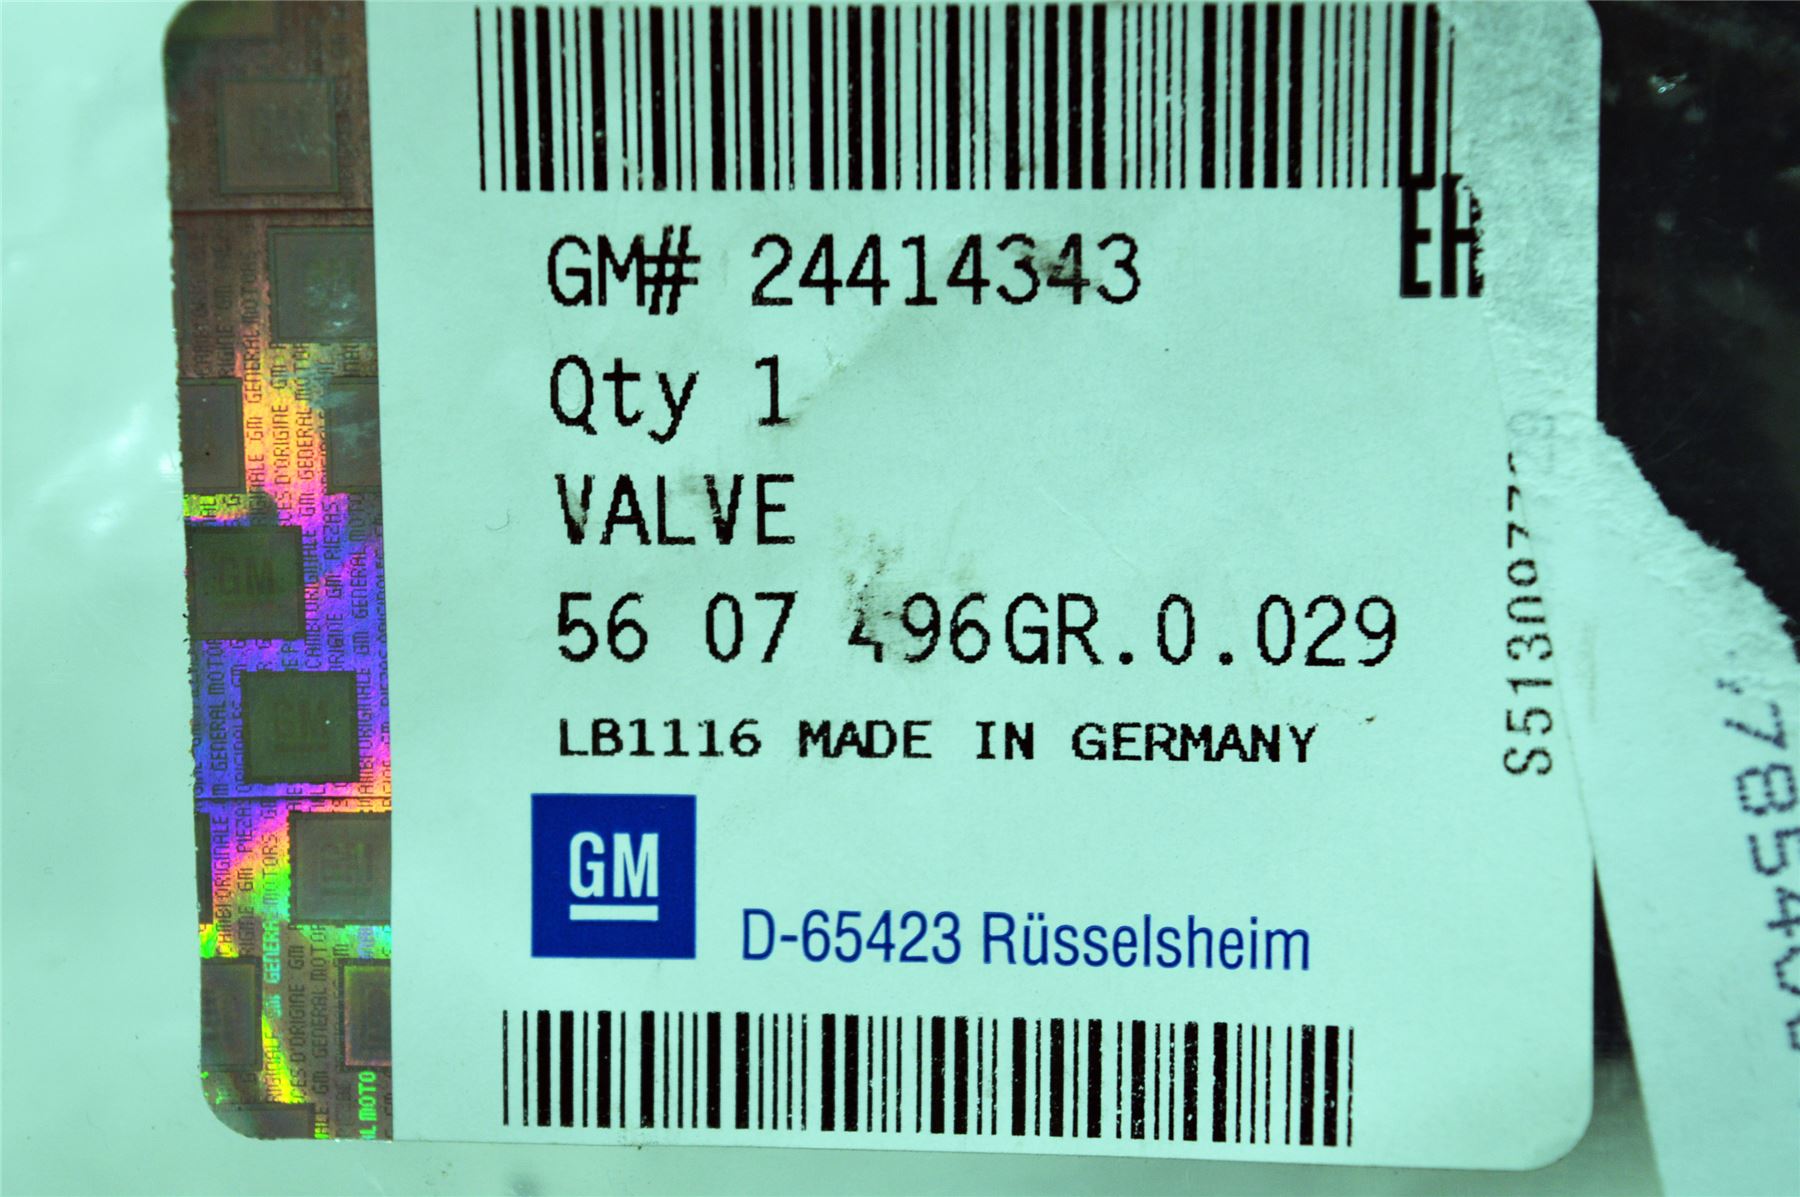 GM# 24414343
Qty 1
VALVE
56 07 496GR.0.029
LB1116 MADE IN GERMANY
GM
D-65423 Rüsselsheim